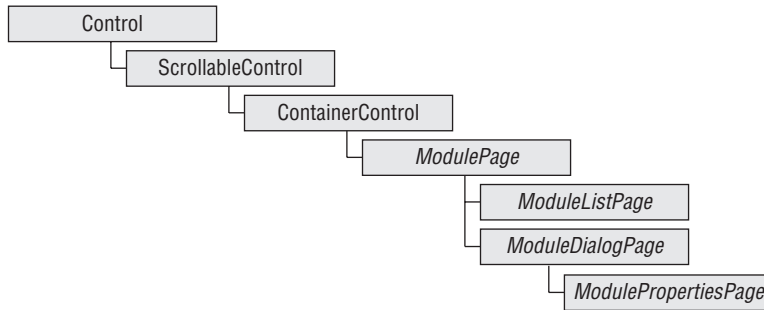 Control
ScrollableControl
ContainerControl
ModulePage
ModuleListPage
ModuleDialogPage
ModulePropertiesPage